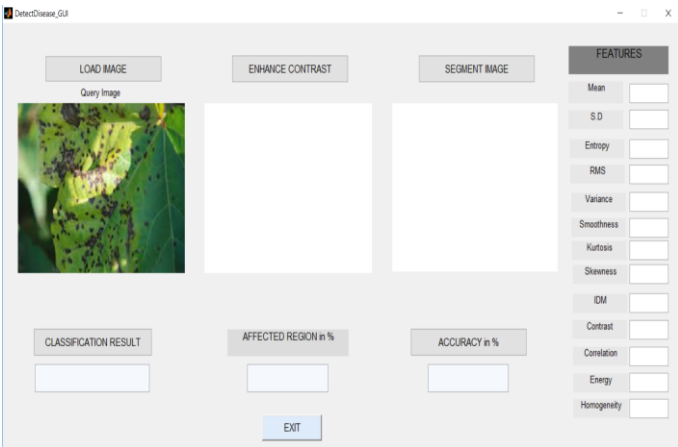 DetectDisease_GUI
LOAD IMAGE
ENHANCE CONTRAST
SEGMENT IMAGE
Query Image
CLASSIFICATION RESULT
AFFECTED REGION in %
ACCURACY in %
EXIT
FEATURES
Mean
S.D
Entropy
RMS
Variance
Smoothness
Kurtosis
Skewness
IDM
Contrast
Correlation
Energy
Homogeneity